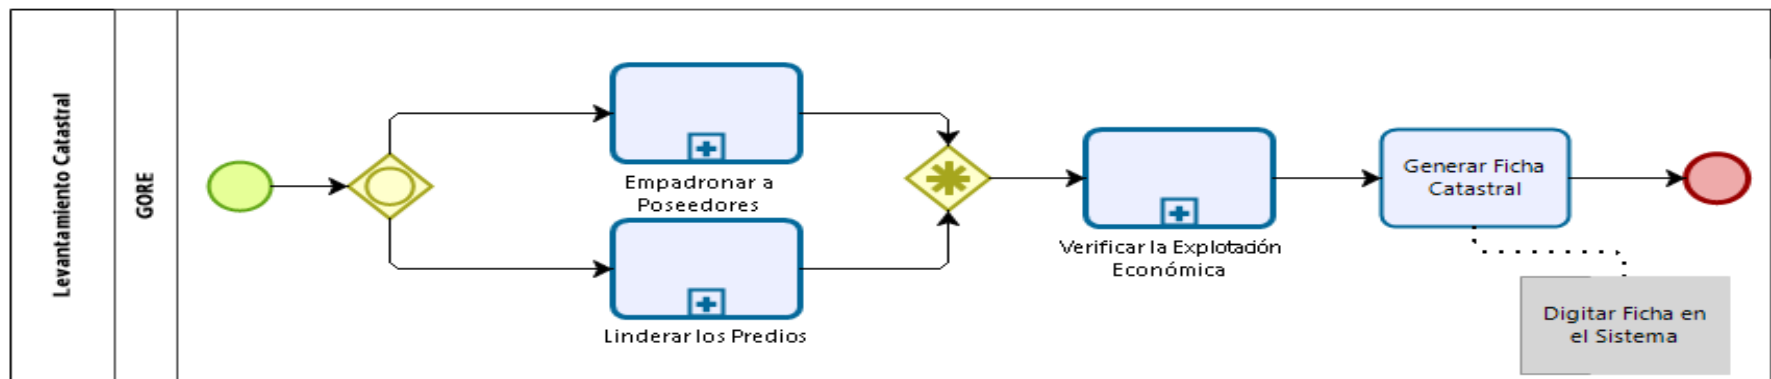 Levantamiento Catastral
GORE
Empadronar a
Poseedores
Linderar los Predios
Verificar la Explotación
Económica
Generar Ficha
Catastral
Digitar Ficha en
el Sistema